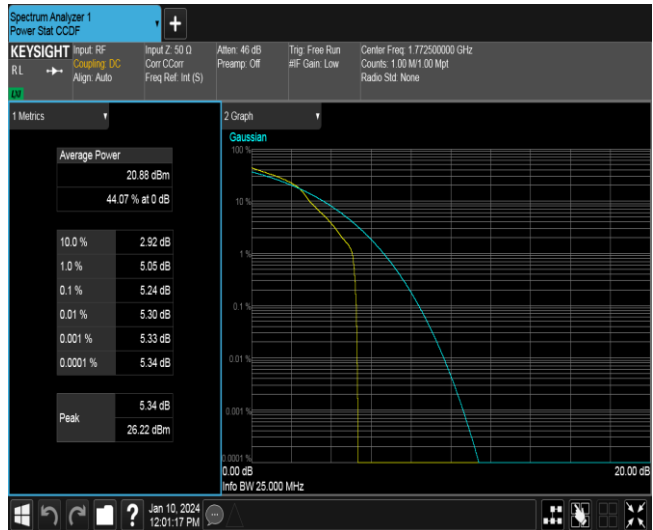 Spectrum Analyzer 1
Power Stat CCDF
+
KEYSIGHT
RL
LXI
Input: RF
Coupling: DC
Align: Auto
Input Z: 50 Ω
Corr CCorr
Freq Ref: Int (S)
Atten: 46 dB
Preamp: Off
Trig: Free Run
#IF Gain: Low
Center Freq: 1.772500000 GHz
Counts: 1.00 M/1.00 Mpt
Radio Std: None
1 Metrics
Average Power
20.88 dBm
44.07 % at 0 dB
10.0 % 2.92 dB
1.0 % 5.05 dB
0.1 % 5.24 dB
0.01 % 5.30 dB
0.001 % 5.33 dB
0.0001 % 5.34 dB
Peak
5.34 dB
26.22 dBm
2 Graph
Gaussian
100 %
10 %
1 %
0.1 %
0.01 %
0.001 %
0.0001 %
0.00 dB 20.00 dB
Info BW 25.000 MHz
?
Jan 10, 2024
12:01:17 PM